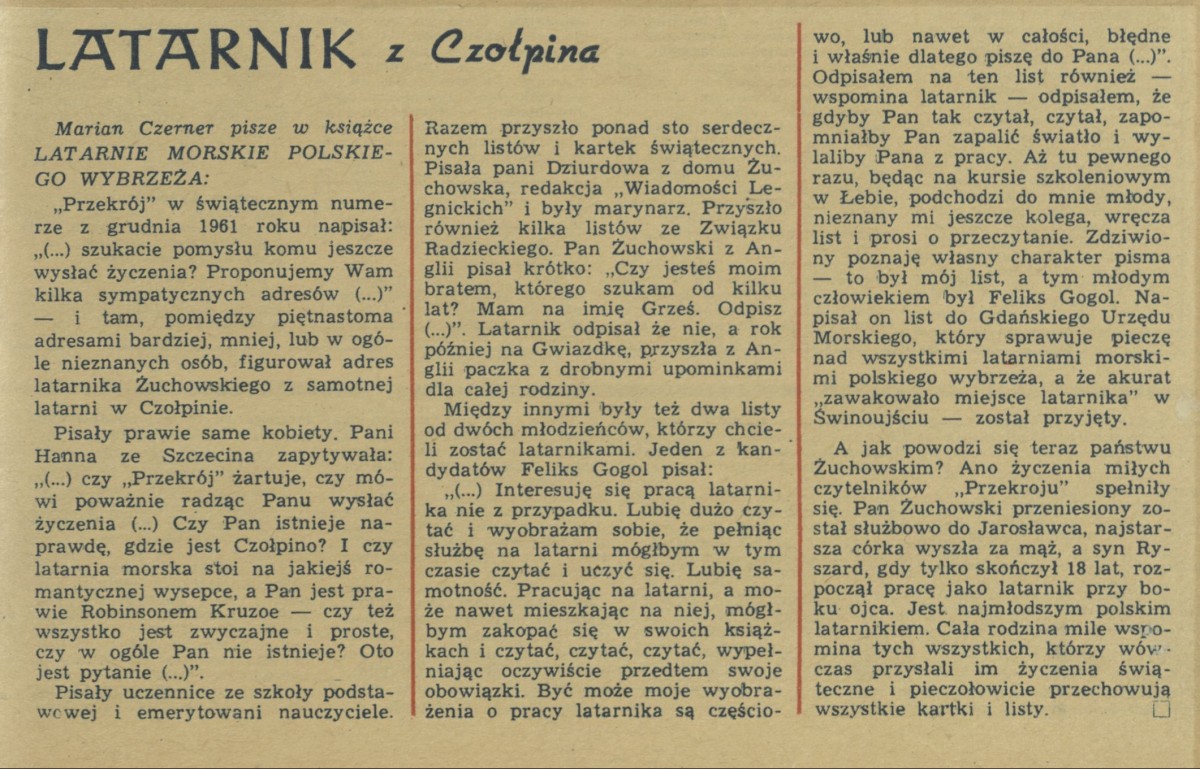 LATARNIK z Czołpina
Marian Czerner pisze w książce
LATARNIE MORSKIE POLSKIE-
GO WYBRZEŻA:
„Przekrój” w świątecznym nume-
rze z grudnia 1961 roku napisał:
„(...) szukacie pomysłu komu jeszcze
wysłać życzenia? Proponujemy Wam
kilka sympatycznych adresów (...)”
— i tam, pomiędzy piętnastoma
adresami bardziej, mniej, lub w ogó-
le nieznanych osób, figurował adres
latarnika Żuchowskiego z samotnej
latarni w Czołpinie.
Pisały prawie same kobiety. Pani
Hanna ze Szczecina zapytywała:
„(...) czy „Przekrój” żartuje, czy mó-
wi poważnie radząc Panu wysłać
życzenia (...) Czy Pan istnieje na-
prawdę, gdzie jest Czołpino? I czy
latarnia morska stoi na jakiejś ro-
mantycznej wysepce, a Pan jest pra-
wie Robinsonem Kruzoe — czy też
wszystko jest zwyczajne i proste,
czy w ogóle Pan nie istnieje? Oto
jest pytanie (...)”.
Pisały uczennice ze szkoły podsta-
wowej i emerytowani nauczyciele.
Razem przyszło ponad sto serdecz-
nych listów i kartek świątecznych.
Pisała pani Dziurdowa z domu Żu-
chowska, redakcja „Wiadomości Le-
gnickich” i były marynarz. Przyszło
również kilka listów ze Związku
Radzieckiego. Pan Żuchowski z An-
glii pisał krótko: „Czy jesteś moim
bratem, którego szukam od kilku
lat? Mam na imię Grześ. Odpisz
(...)”. Latarnik odpisał że nie, a rok
później na Gwiazdkę, przyszła z An-
glii paczka z drobnymi upominkami
dla całej rodziny.
Między innymi były też dwa listy
od dwóch młodzieńców, którzy chcie-
li zostać latarnikami. Jeden z kan-
dydatów Feliks Gogol pisał:
„(...) Interesuję się pracą latarni-
ka nie z przypadku. Lubię dużo czy-
tać i wyobrażam sobie, że pełniąc
służbę na latarni mógłbym w tym
czasie czytać i uczyć się. Lubię sa-
motność. Pracując na latarni, a mo-
że nawet mieszkając na niej, mógł-
bym zakopać się w swoich książ-
kach i czytać, czytać, czytać, wypeł-
niając oczywiście przedtem swoje
obowiązki. Być może moje wyobra-
żenia o pracy latarnika są częścio-
wo, lub nawet w całości, błędne
i właśnie dlatego piszę do Pana (...)”.
Odpisałem na ten list również —
wspomina latarnik — odpisałem, że
gdyby Pan tak czytał, czytał, zapo-
mniałby Pan zapalić światło i wy-
laliby Pana z pracy. Aż tu pewnego
razu, będąc na kursie szkoleniowym
w Łebie, podchodzi do mnie młody,
nieznany mi jeszcze kolega, wręcza
list i prosi o przeczytanie. Zdziwio-
ny poznaję własny charakter pisma
— to był mój list, a tym młodym
człowiekiem był Feliks Gogol. Na-
pisał on list do Gdańskiego Urzędu
Morskiego, który sprawuje pieczę
nad wszystkimi latarniami morski-
mi polskiego wybrzeża, a że akurat
„zawakowało miejsce latarnika” w
Świnoujściu — został przyjęty.
A jak powodzi się teraz państwu
Żuchowskim? Ano życzenia miłych
czytelników „Przekroju” spełniły
się. Pan Żuchowski przeniesiony zo-
stał służbowo do Jarosławca, najstar-
sza córka wyszła za mąż, a syn Ry-
szard, gdy tylko skończył 18 lat, roz-
począł pracę jako latarnik przy bo-
ku ojca. Jest najmłodszym polskim
latarnikiem. Cała rodzina mile wspo-
mina tych wszystkich, którzy wów-
czas przysłali im życzenia świą-
teczne i pieczołowicie przechowują
wszystkie kartki i listy. □